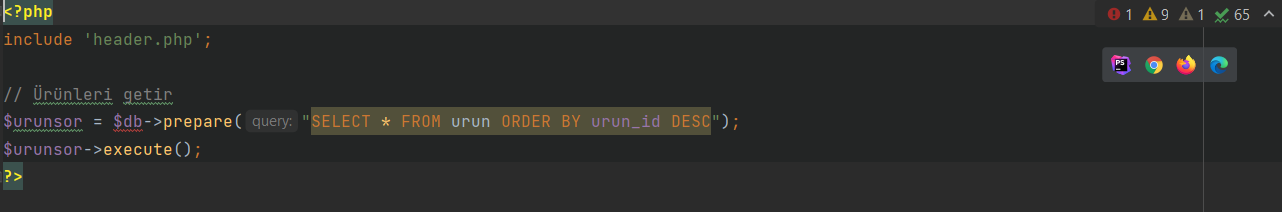 <?php
1 9 1 65
include 'header.php';
PS
// Ürünleri getir
$urunsor = $db->prepare( query: "SELECT * FROM urun ORDER BY urun_id DESC");
$urunsor->execute();
?>